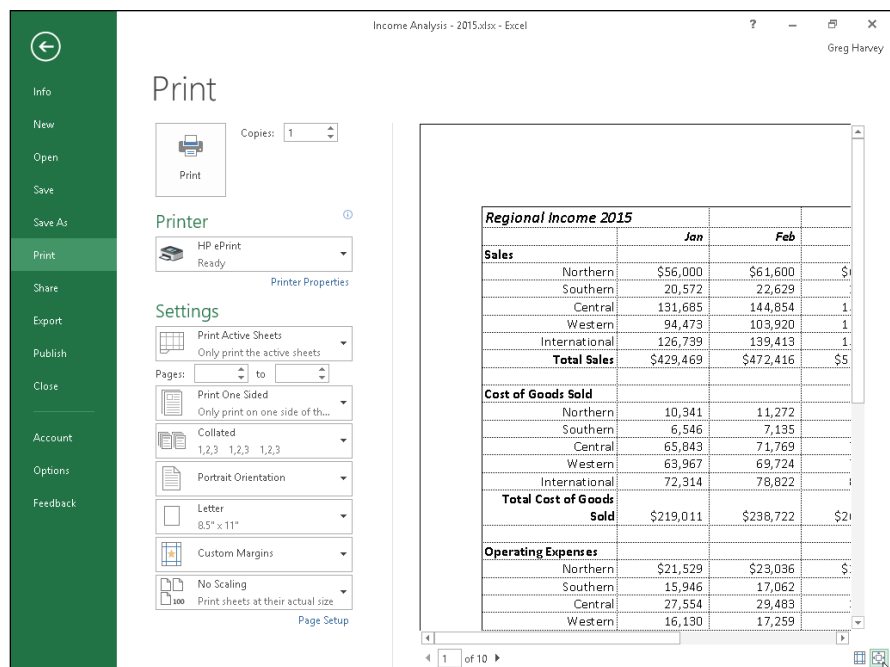 Income Analysis - 2015.xlsx - Excel
?
Greg Harvey
Info
New
Open
Save
Save As
Print
Share
Export
Publish
Close
Account
Options
Feedback
Print
Print
Copies: 1
Printer
HP ePrint
Ready
Printer Properties
Settings
Print Active Sheets
Only print the active sheets
Pages: to
Print One Sided
Only print on one side of th...
Collated
1,2,3 1,2,3 1,2,3
Portrait Orientation
Letter
8.5" x 11"
Custom Margins
No Scaling
100
Print sheets at their actual size
Page Setup
Regional Income 2015
Jan Feb
Sales
Northern $56,000 $61,600
Southern 20,572 22,629
Central 131,685 144,854
Western 94,473 103,920
International 126,739 139,413
Total Sales $429,469 $472,416 $5
Cost of Goods Sold
Northern 10,341 11,272
Southern 6,546 7,135
Central 65,843 71,769
Western 63,967 69,724
International 72,314 78,822
Total Cost of Goods
Sold $219,011 $238,722 $2
Operating Expenses
Northern $21,529 $23,036
Southern 15,946 17,062
Central 27,554 29,483
Western 16,130 17,259
1 of 10